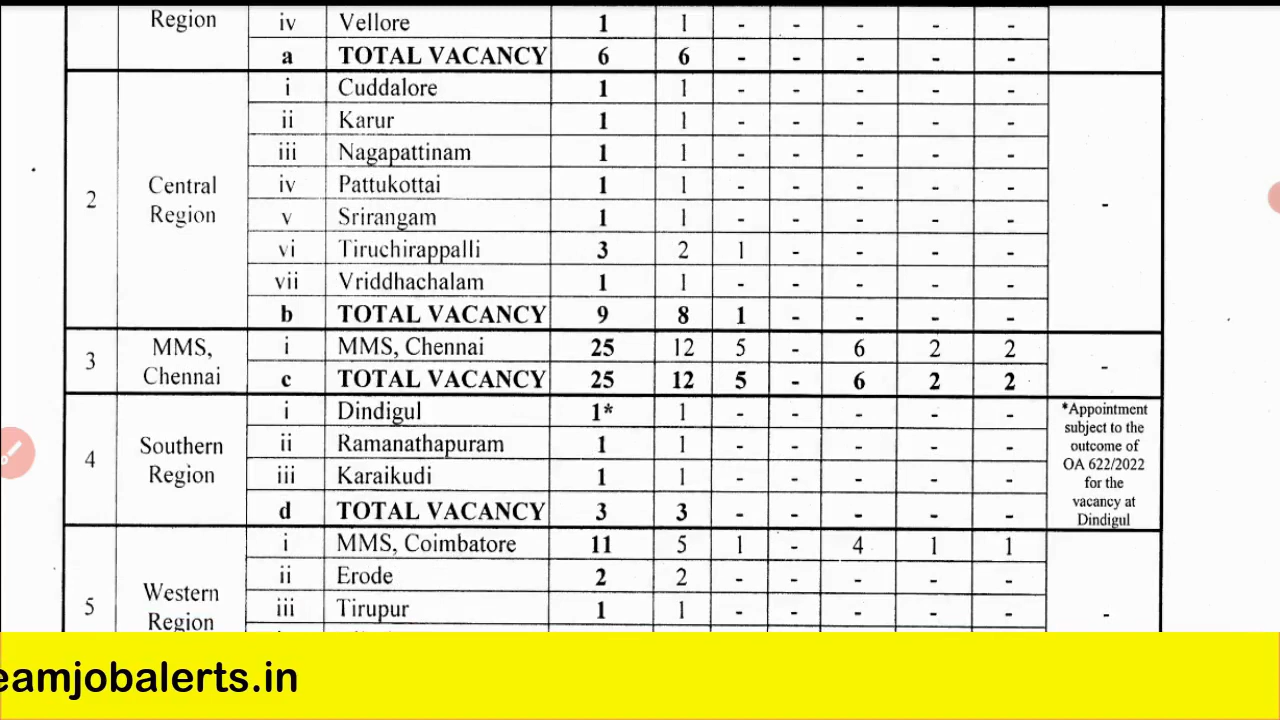 Region iv Vellore 1 1 - - - - -
a TOTAL VACANCY 6 6 - - - - -
2 Central Region i Cuddalore 1 1 - - - - - -
ii Karur 1 1 - - - - -
iii Nagapattinam 1 1 - - - - -
iv Pattukottai 1 1 - - - - -
v Srirangam 1 1 - - - - -
vi Tiruchirappalli 3 2 1 - - - -
vii Vriddhachalam 1 1 - - - - -
b TOTAL VACANCY 9 8 1 - - - -
3 MMS, Chennai i MMS, Chennai 25 12 5 - 6 2 2 -
c TOTAL VACANCY 25 12 5 - 6 2 2
4 Southern Region i Dindigul 1* 1 - - - - -
ii Ramanathapuram 1 1 - - - - -
iii Karaikudi 1 1 - - - - -
d TOTAL VACANCY 3 3 - - - - -
*Appointment
subject to the
outcome of
OA 622/2022
for the
vacancy at
Dindigul
5 Western Region i MMS, Coimbatore 11 5 1 - 4 1 1 -
ii Erode 2 2 - - - - -
iii Tirupur 1 1 - - - - -
eamjobalerts.in